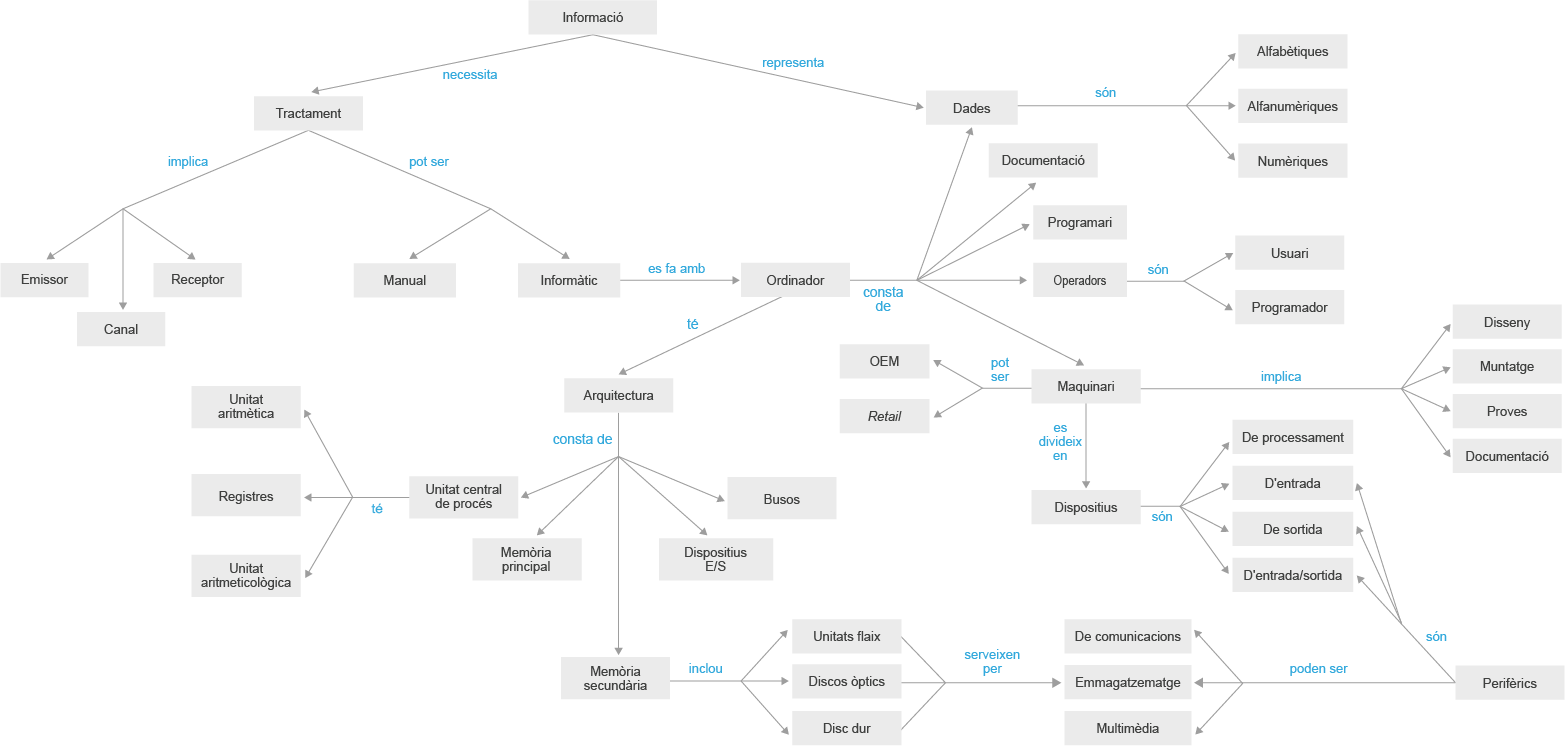 Informació
necessita
representa
Alfabètiques
Tractament
Dades
són
Alfanumèriques
Numèriques
implica
pot ser
Documentació
Programari
Emissor
Receptor
Canal
Manual
Informàtic
es fa amb
Ordinador
consta
de
Operadors
són
Usuari
Programador
té
Arquitectura
OEM
Retail
pot
ser
Maquinari
implica
Disseny
Muntatge
Proves
Documentació
Unitat
aritmètica
Registres
Unitat
aritmeticològica
té
Unitat central
de procés
consta de
Busos
Memòria
principal
Dispositius
E/S
es
divideix
en
Dispositius
són
De processament
D'entrada
De sortida
D'entrada/sortida
Memòria
secundària
inclou
Unitats flaix
Discos òptics
Disc dur
serveixen
per
De comunicacions
Emmagatzematge
Multimèdia
poden ser
són
Perifèrics